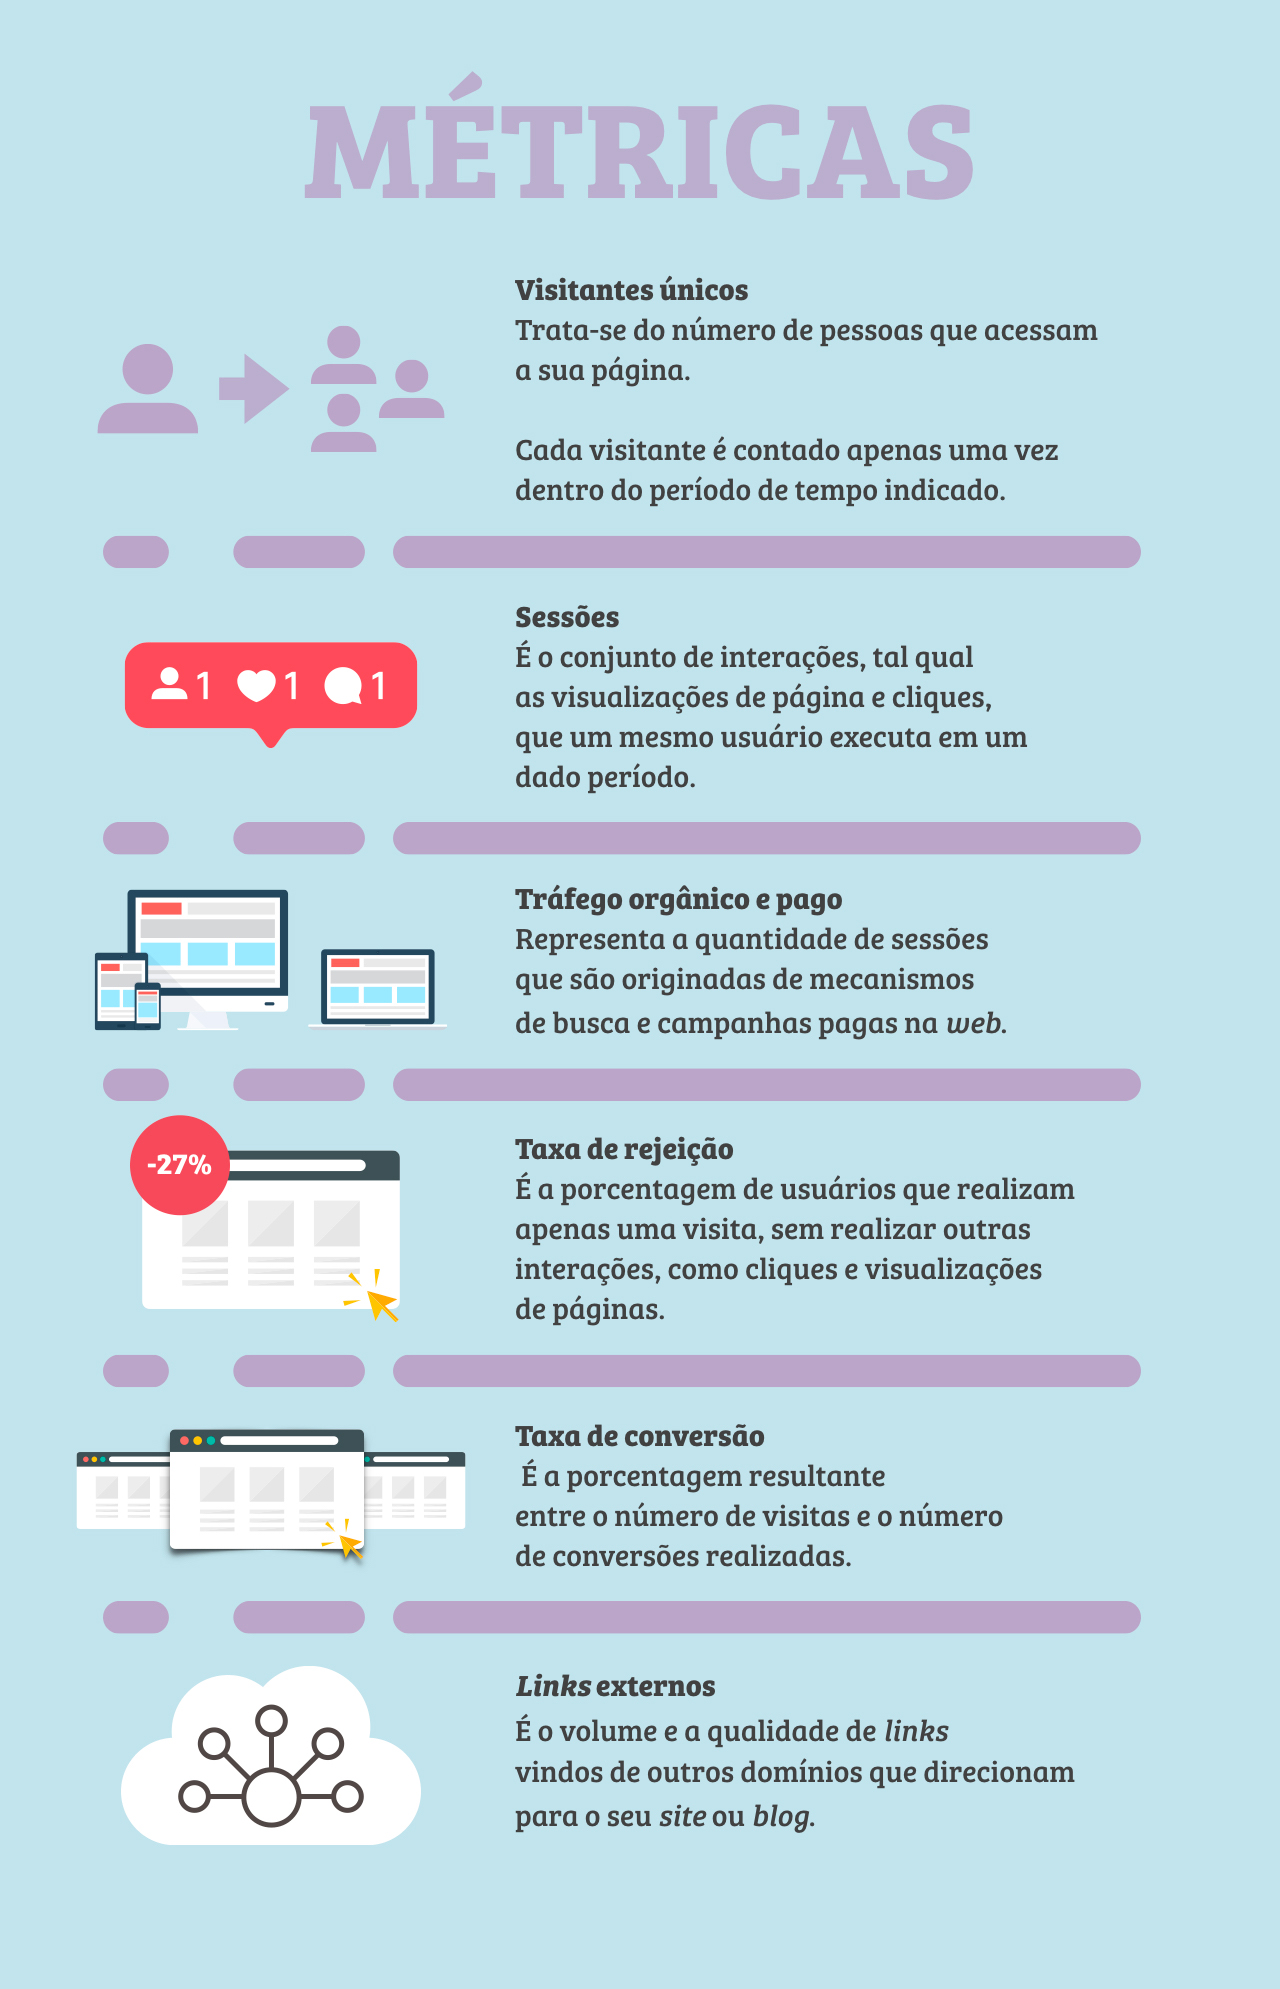 MÉTRICAS
Visitantes únicos
Trata-se do número de pessoas que acessam
a sua página.
Cada visitante é contado apenas uma vez
dentro do período de tempo indicado.
1 1 1
Sessões
É o conjunto de interações, tal qual
as visualizações de página e cliques,
que um mesmo usuário executa em um
dado período.
Tráfego orgânico e pago
Representa a quantidade de sessões
que são originadas de mecanismos
de busca e campanhas pagas na web.
-27%
Taxa de rejeição
É a porcentagem de usuários que realizam
apenas uma visita, sem realizar outras
interações, como cliques e visualizações
de páginas.
Taxa de conversão
É a porcentagem resultante
entre o número de visitas e o número
de conversões realizadas.
Links externos
É o volume e a qualidade de links
vindos de outros domínios que direcionam
para o seu site ou blog.